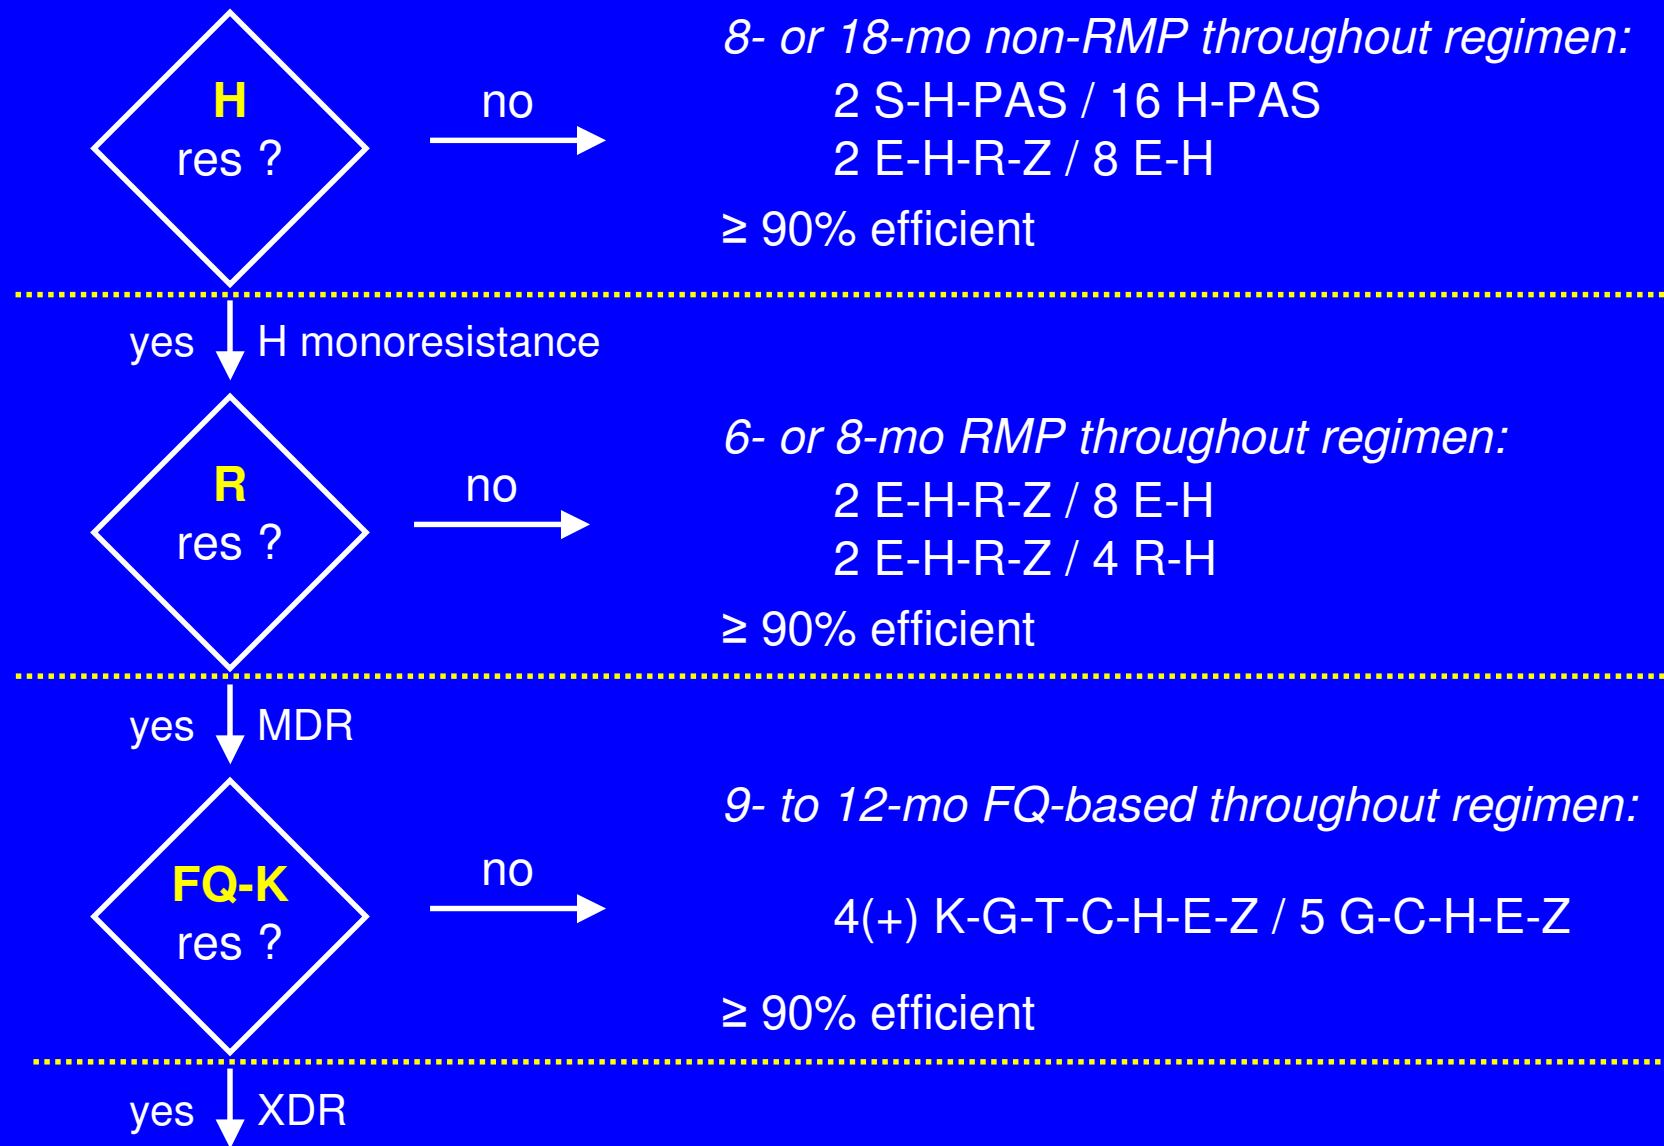 H
res ?
no
8- or 18-mo non-RMP throughout regimen:
2 S-H-PAS / 16 H-PAS
2 E-H-R-Z / 8 E-H
≥ 90% efficient
yes H monoresistance
R
res ?
no
6- or 8-mo RMP throughout regimen:
2 E-H-R-Z / 8 E-H
2 E-H-R-Z / 4 R-H
≥ 90% efficient
yes MDR
FQ-K
res ?
no
9- to 12-mo FQ-based throughout regimen:
4(+) K-G-T-C-H-E-Z / 5 G-C-H-E-Z
≥ 90% efficient
yes XDR